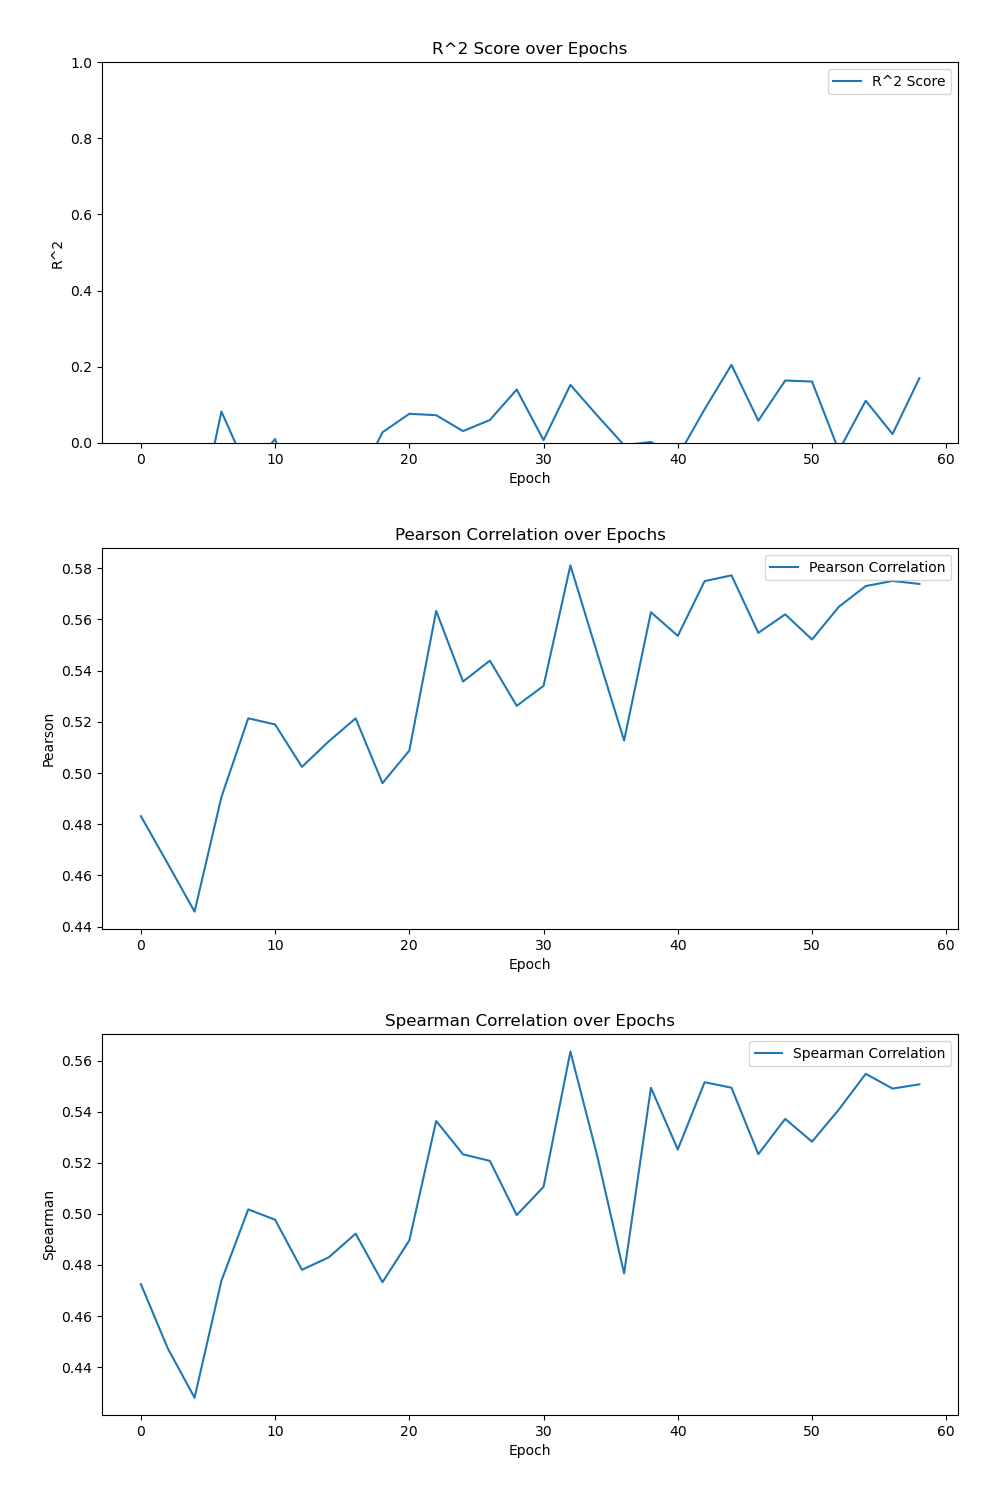 R^2 Score over Epochs
1.0
R^2 Score
0.8
0.6
R^2
0.4
0.2
0.0
0 10 20 30 40 50 60
Epoch
Pearson Correlation over Epochs
0.58
Pearson Correlation
0.56
0.54
0.52
Pearson
0.50
0.48
0.46
0.44
0 10 20 30 40 50 60
Epoch
Spearman Correlation over Epochs
0.56
Spearman Correlation
0.54
0.52
0.50
Spearman
0.48
0.46
0.44
0 10 20 30 40 50 60
Epoch